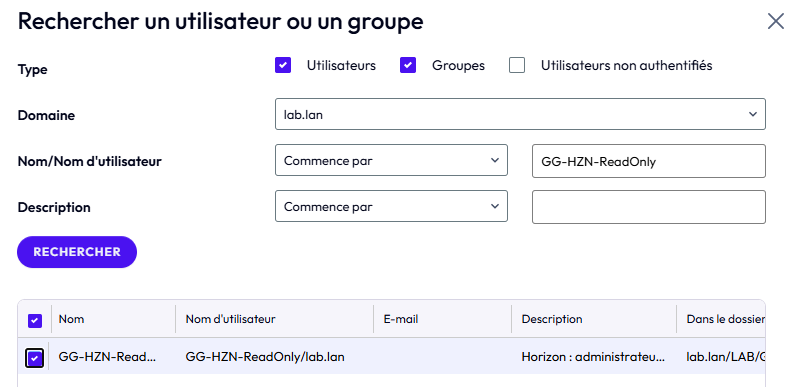 Rechercher un utilisateur ou un groupe
Type
Utilisateurs
Groupes
Utilisateurs non authentifiés
Domaine
lab.lan
Nom/Nom d'utilisateur
Commence par
GG-HZN-ReadOnly
Description
Commence par
RECHERCHER
Nom
Nom d'utilisateur
E-mail
Description
Dans le dossier
GG-HZN-Read...
GG-HZN-ReadOnly/lab.lan
Horizon : administrateu...
lab.lan/LAB/G